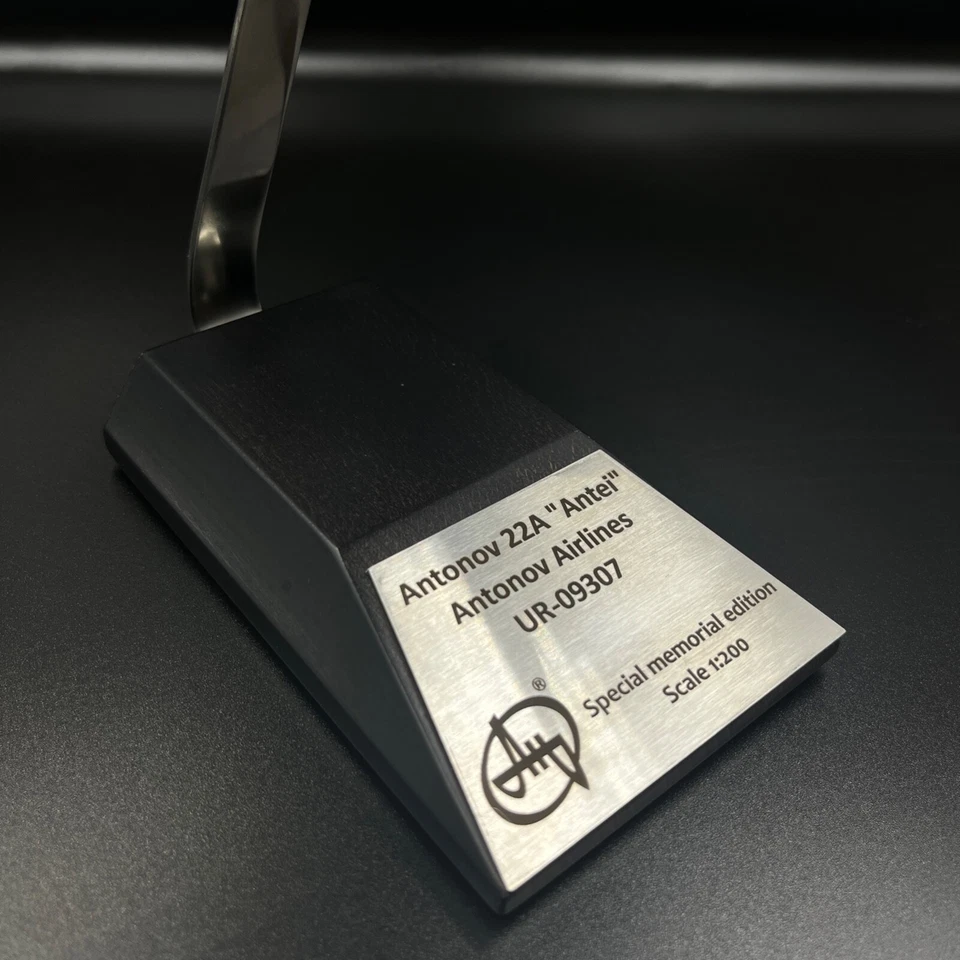 Antonov 22A "Antei"
Antonov Airlines
UR-09307
Special memorial edition
Scale 1:200
®